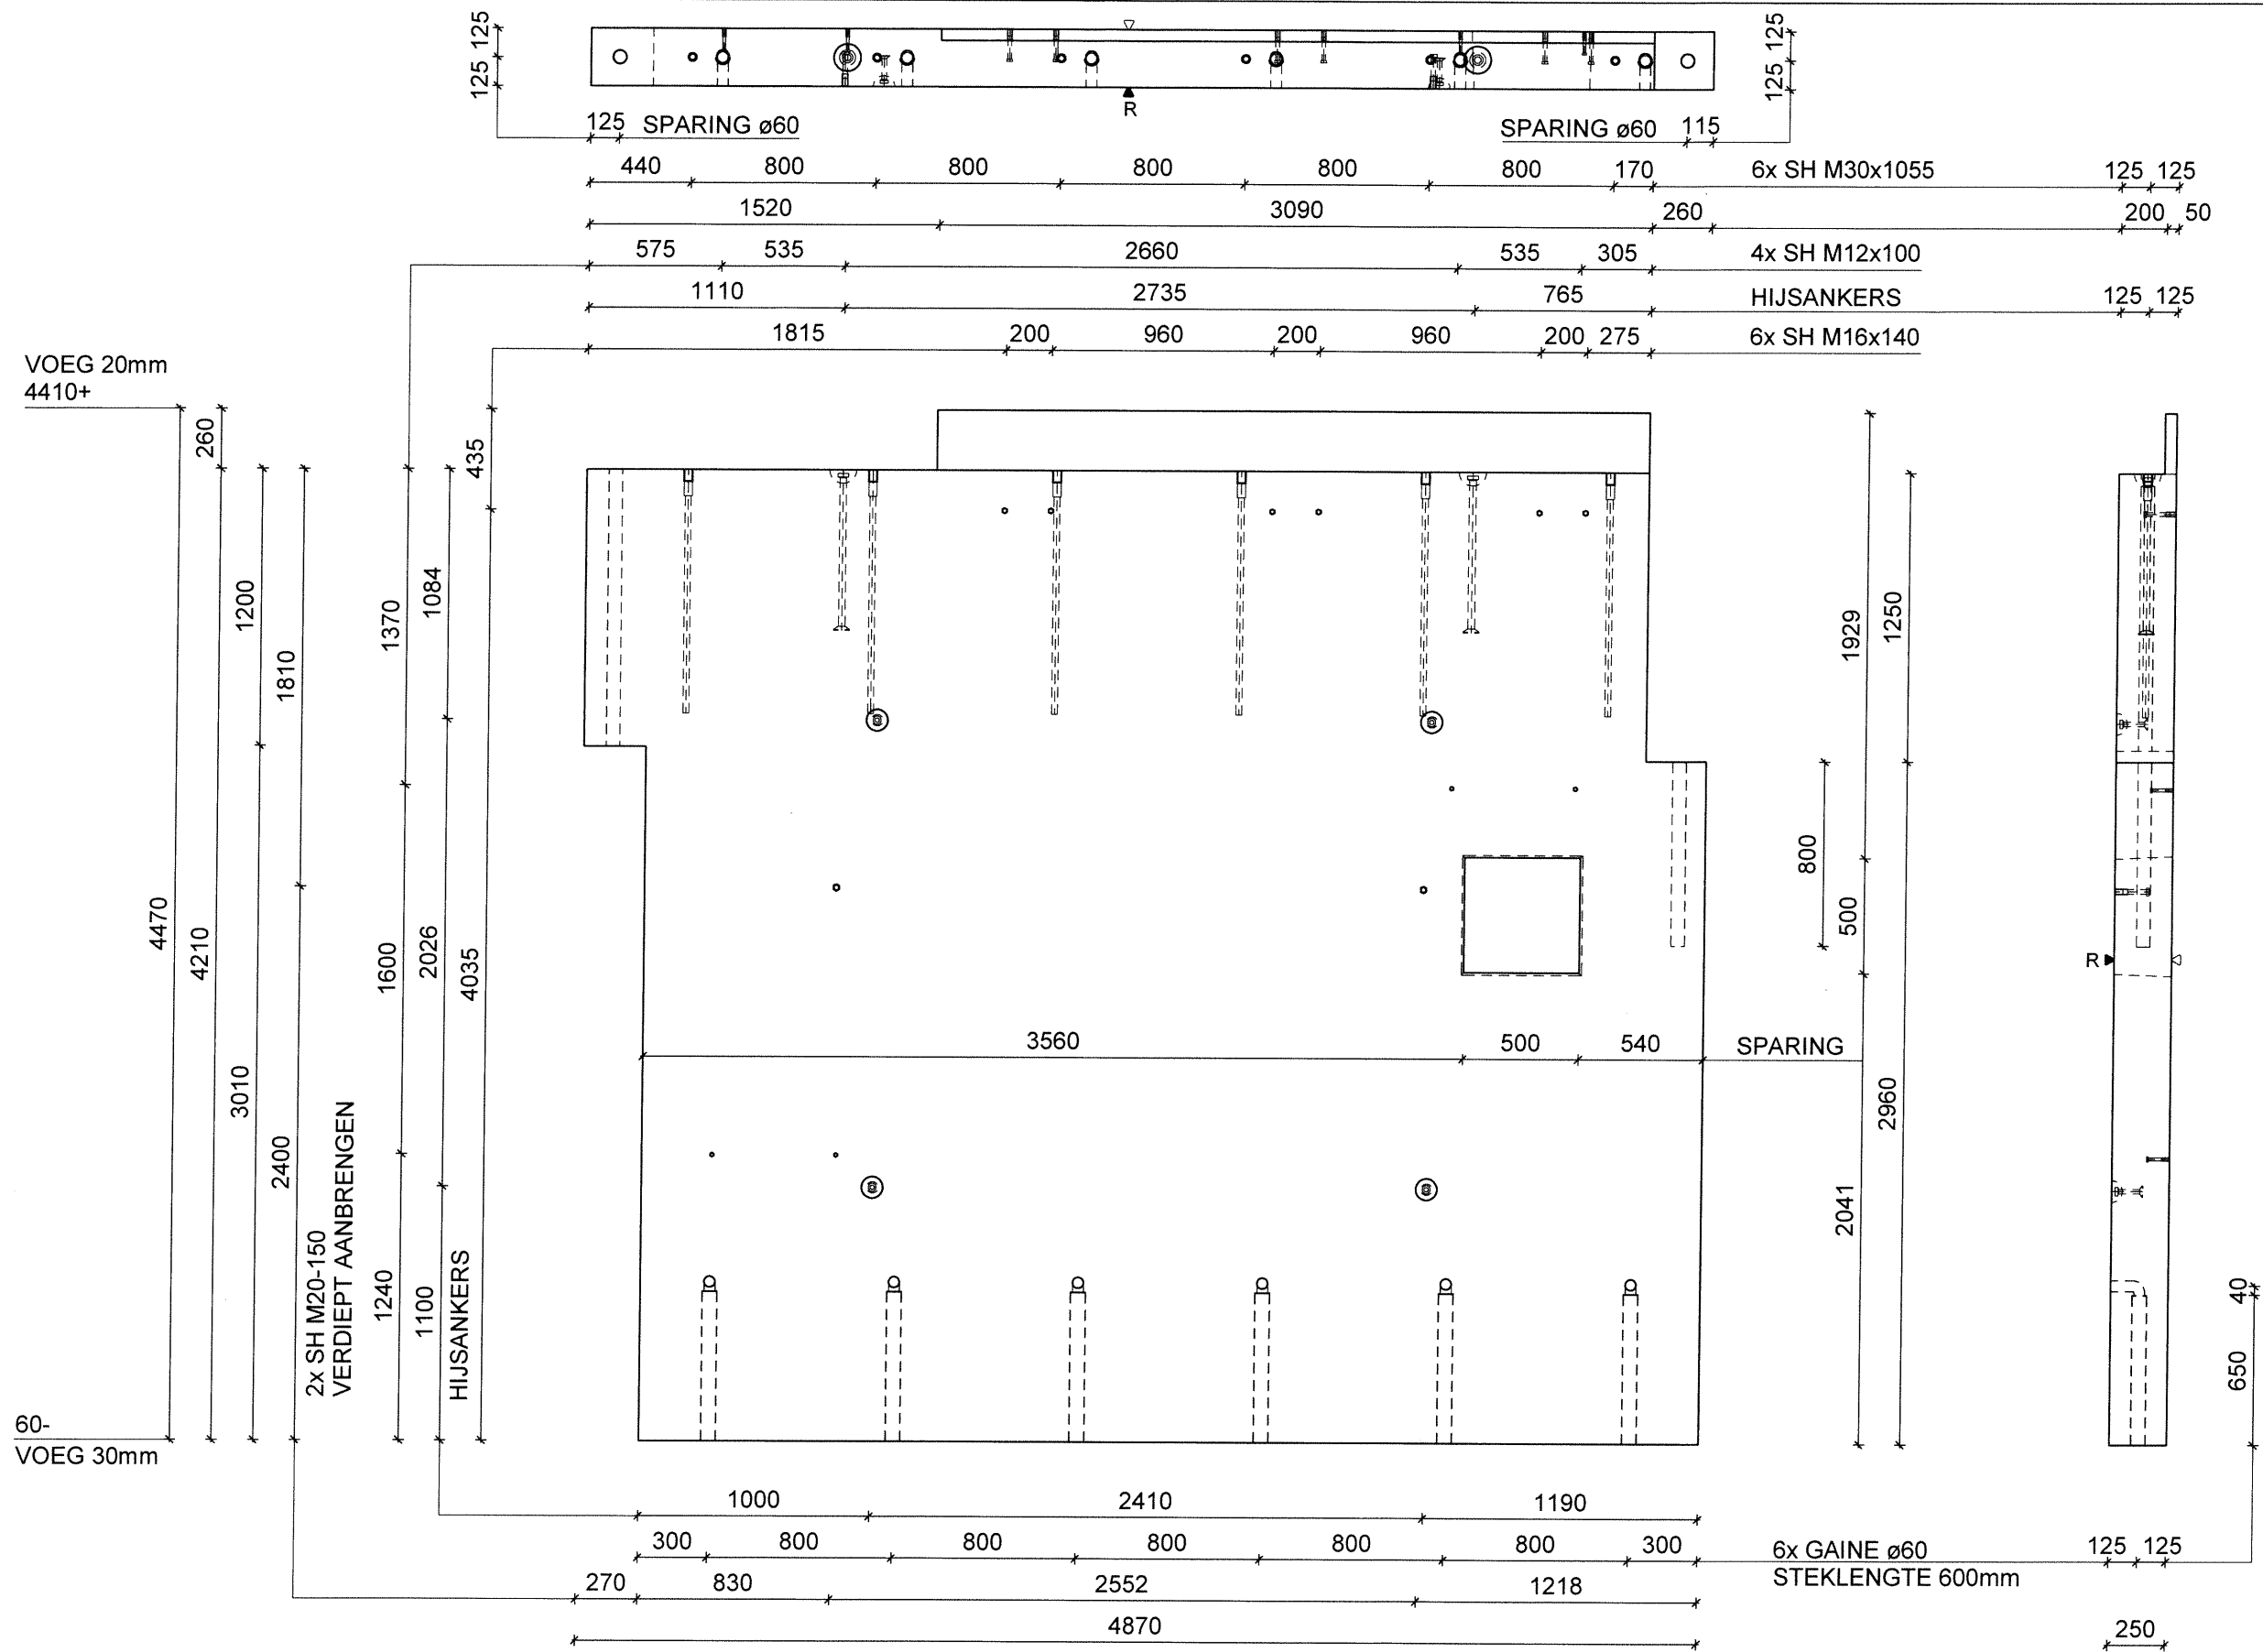 125
125
125
125
R
125 SPARING ø60
SPARING ø60 115
440 800 800 800 800 800 170 6x SH M30x1055 125 125
1520 3090 260 200 50
575 535 2660 535 305 4x SH M12x100
1110 2735 765 HIJSANKERS 125 125
1815 200 960 200 960 200 275 6x SH M16x140
VOEG 20mm
4410+
4470
260
4210
1200
3010
1810
2400
2x SH M20-150
VERDIEPT AANBRENGEN
1370
1600
1240
1084
2026
1100
HIJSANKERS
435
4035
1929
500
2041
800
1250
2960
R
40
650
3560 500 540 SPARING
60-
VOEG 30mm
1000 2410 1190
300 800 800 800 800 800 300 6x GAINE ø60 125 125
STEKLENGTE 600mm
270 830 2552 1218
4870
250